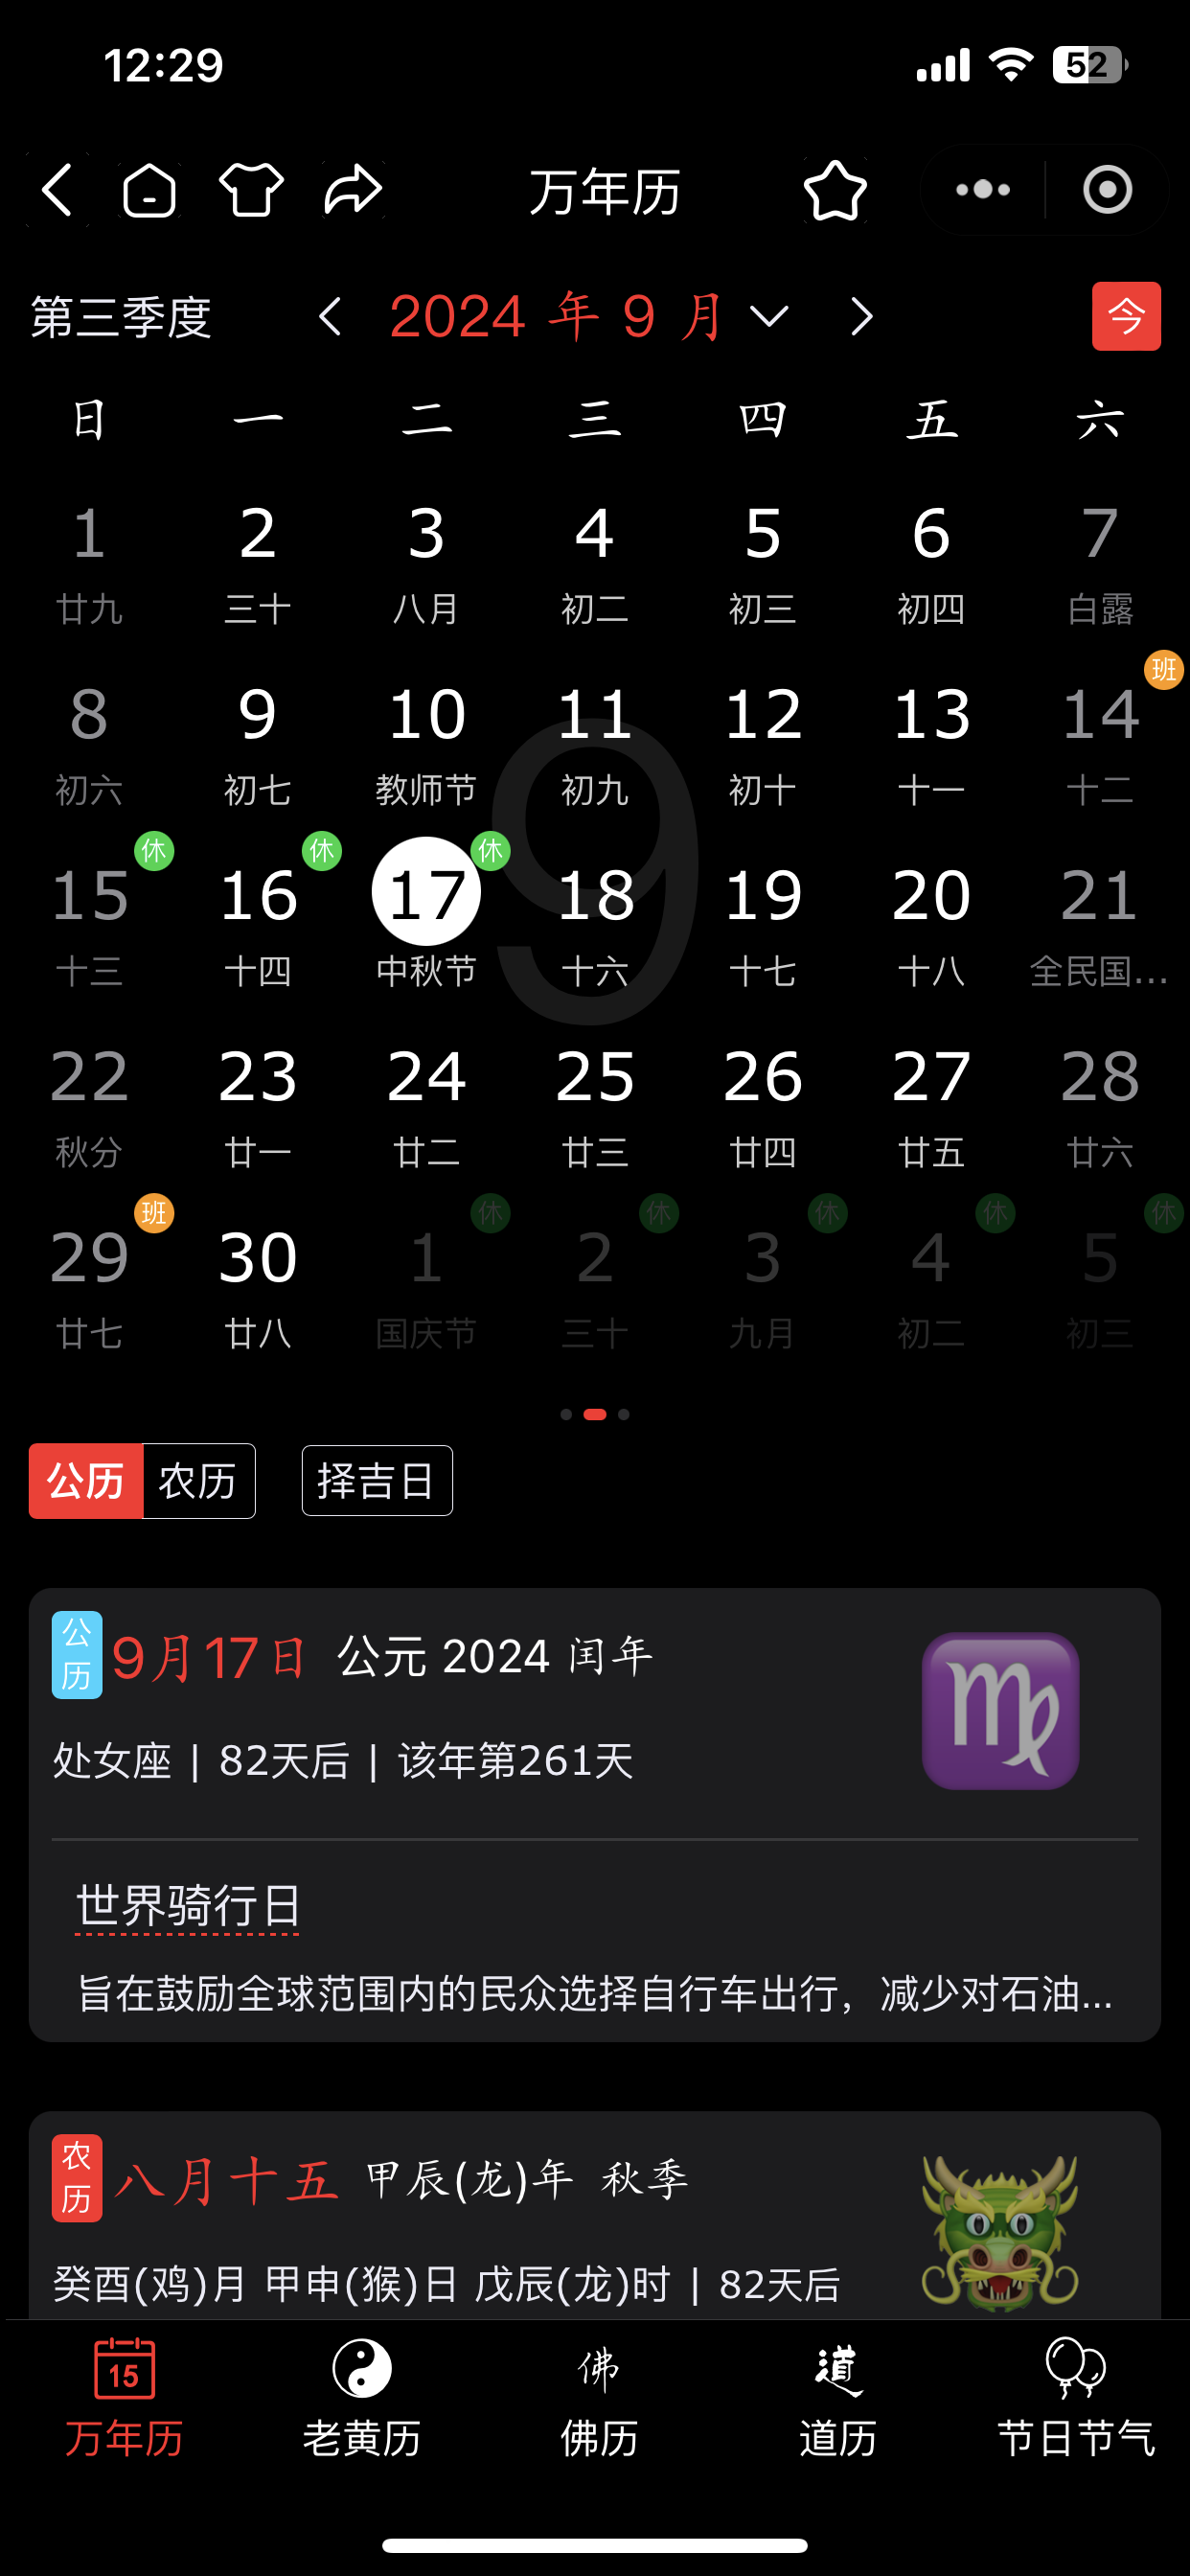 12:29
52
万年历
第三季度
2024 年 9 月
今
日 一 二 三 四 五 六
1 2 3 4 5 6 7
廿九 三十 八月 初二 初三 初四 白露
班
8 9 10 11 12 13 14
初六 初七 教师节 初九 初十 十一 十二
休 休 休
9
15 16 17 18 19 20 21
十三 十四 中秋节 十六 十七 十八 全民国...
22 23 24 25 26 27 28
秋分 廿一 廿二 廿三 廿四 廿五 廿六
班 休 休 休 休 休
29 30 1 2 3 4 5
廿七 廿八 国庆节 三十 九月 初二 初三
公历 农历 择吉日
公历 9月17日 公元 2024 闰年
处女座 | 82天后 | 该年第261天
世界骑行日
旨在鼓励全球范围内的民众选择自行车出行，减少对石油...
农历 八月十五 甲辰(龙)年 秋季
癸酉(鸡)月 甲申(猴)日 戊辰(龙)时 | 82天后
15 佛 道
万年历 老黄历 佛历 道历 节日节气